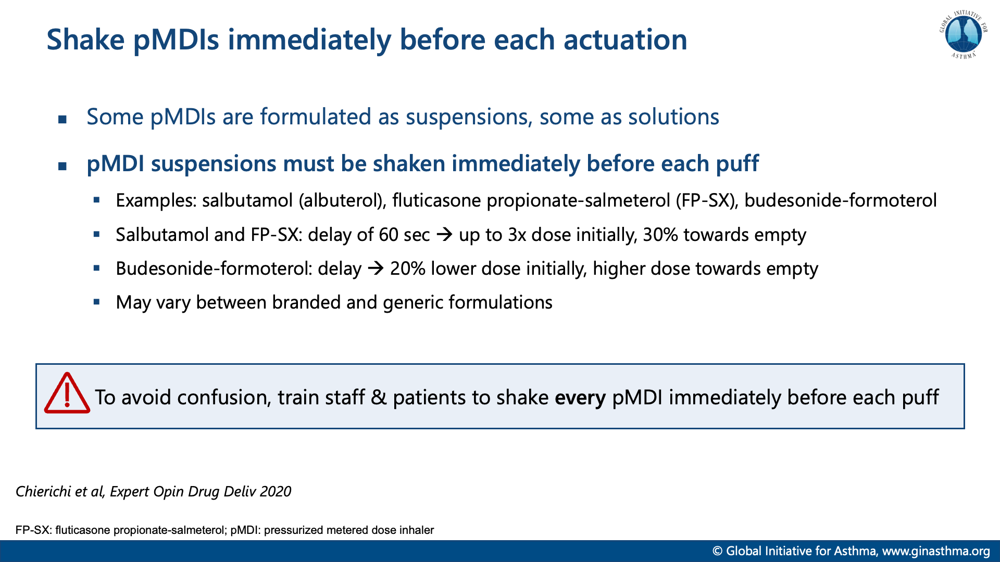 Shake pMDIs immediately before each actuation
GLOBAL INITIATIVE FOR
ASTHMA
■ Some pMDIs are formulated as suspensions, some as solutions
■ pMDI suspensions must be shaken immediately before each puff
▪ Examples: salbutamol (albuterol), fluticasone propionate-salmeterol (FP-SX), budesonide-formoterol
▪ Salbutamol and FP-SX: delay of 60 sec → up to 3x dose initially, 30% towards empty
▪ Budesonide-formoterol: delay → 20% lower dose initially, higher dose towards empty
▪ May vary between branded and generic formulations
To avoid confusion, train staff & patients to shake every pMDI immediately before each puff
Chierichi et al, Expert Opin Drug Deliv 2020
FP-SX: fluticasone propionate-salmeterol; pMDI: pressurized metered dose inhaler
© Global Initiative for Asthma, www.ginasthma.org